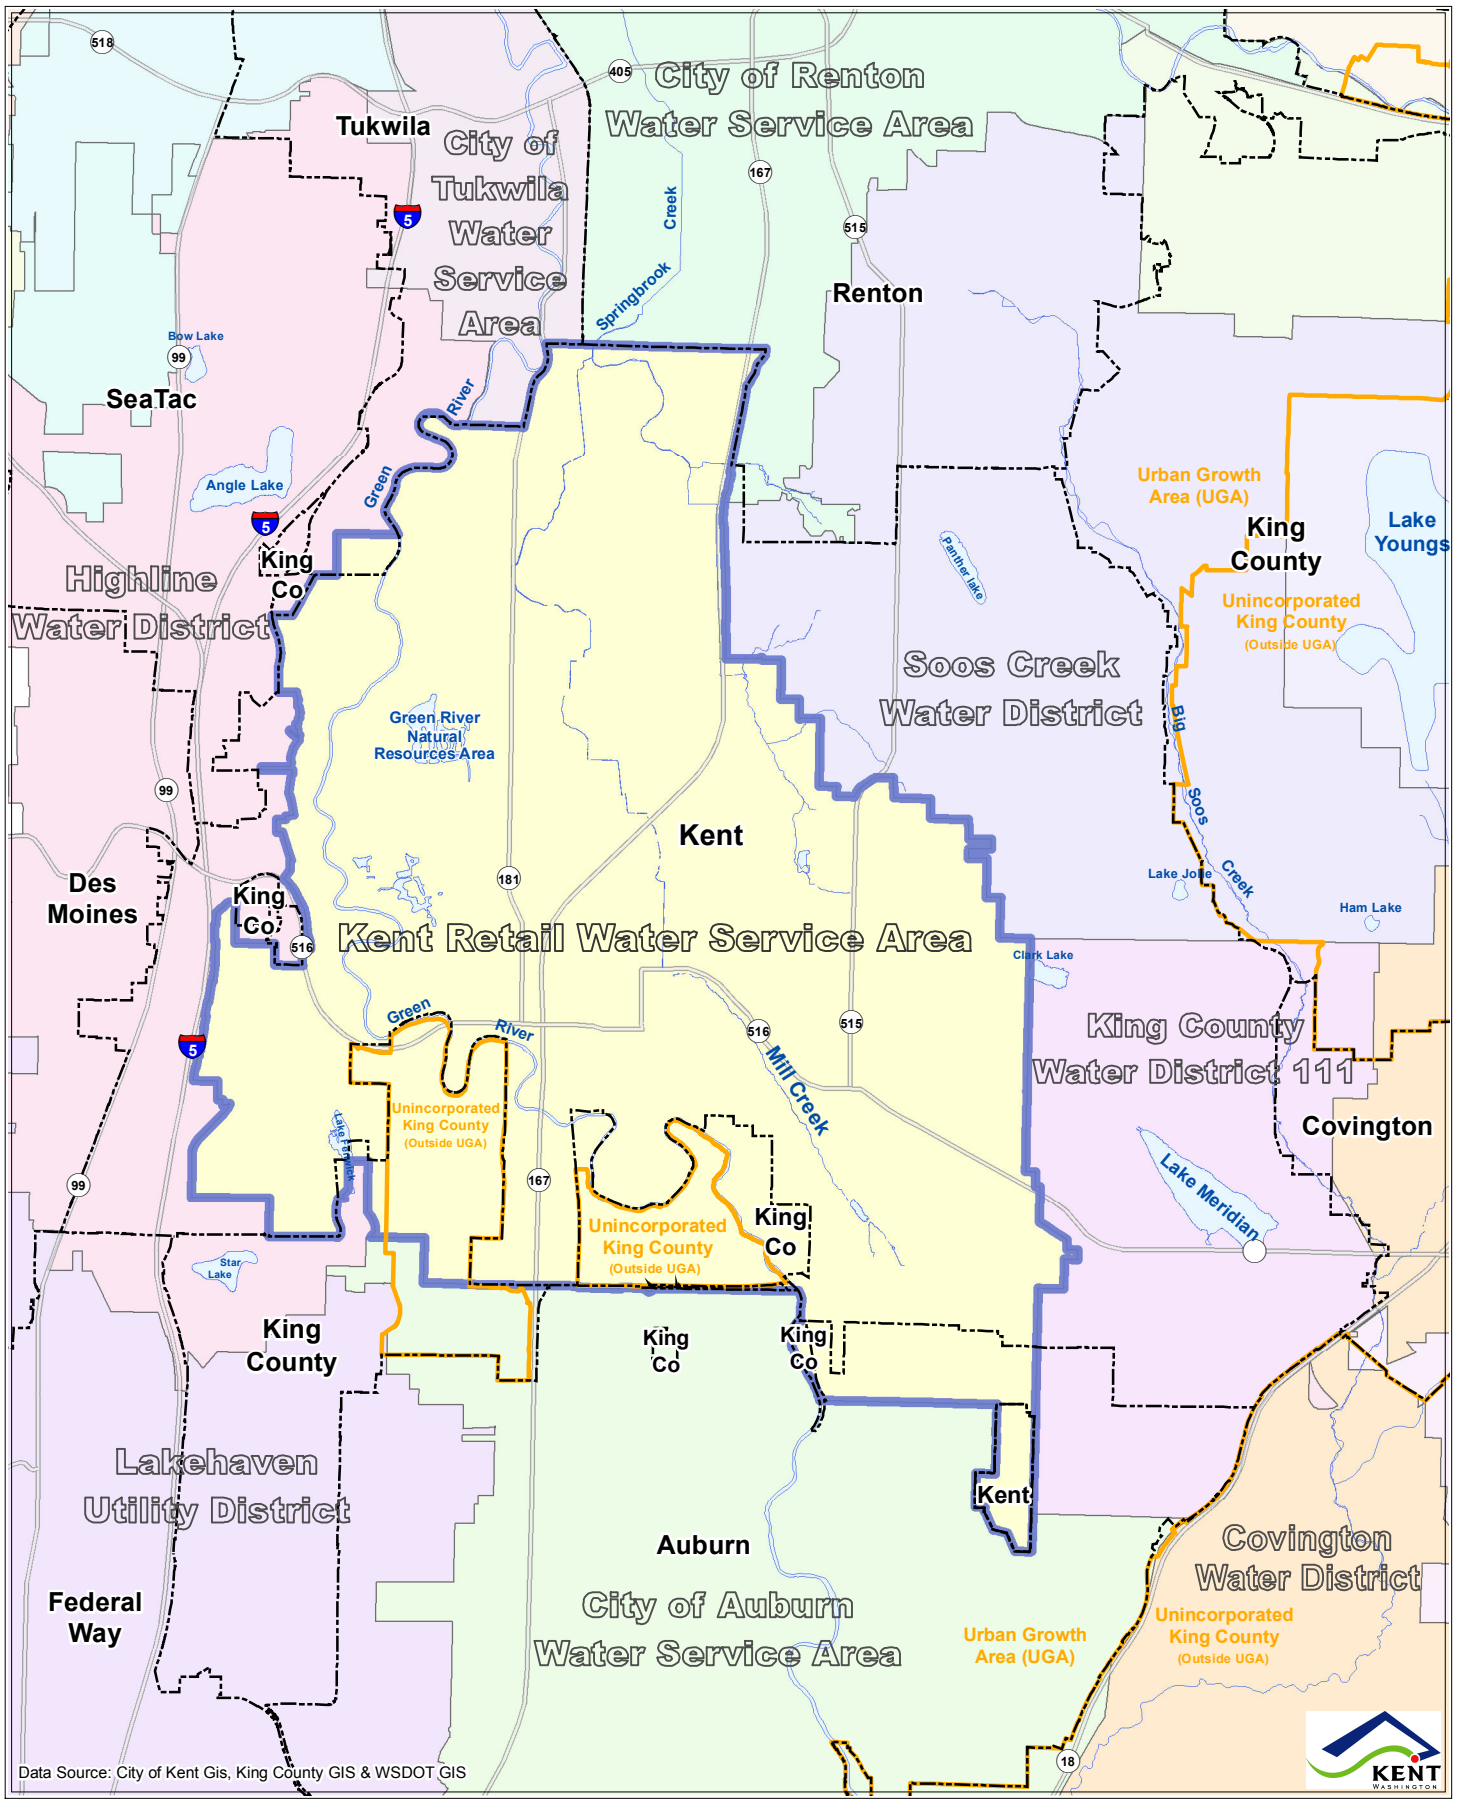 518
405
City of Renton
Water Service Area
Tukwila
City of
Tukwila
Water
Service
Area
167
Creek
Springbrook
5
515
Renton
Bow Lake
99
SeaTac
River
Green
Angle Lake
5
King
Co
Highline
Water District
Urban Growth
Area (UGA)
King
County
Lake
Youngs
Panther lake
Unincorporated
King County
(Outside UGA)
Soos Creek
Water District
Big
Soos
Creek
Green River
Natural
Resources Area
99
Kent
181
Des
Moines
King
Co
516
Kent Retail Water Service Area
Lake Jolie
Ham Lake
Clark Lake
Green
River
5
516
515
Mill Creek
King County
Water District 111
Covington
Unincorporated
King County
(Outside UGA)
Lake Fenwick
99
167
Lake Meridian
Unincorporated
King County
(Outside UGA)
King
Co
Star
Lake
King
County
King
Co
King
Co
Lakehaven
Utility District
Kent
Auburn
Covington
Water District
Federal
Way
City of Auburn
Water Service Area
Urban Growth
Area (UGA)
Unincorporated
King County
(Outside UGA)
18
Data Source: City of Kent Gis, King County GIS & WSDOT GIS
KENT
WASHINGTON